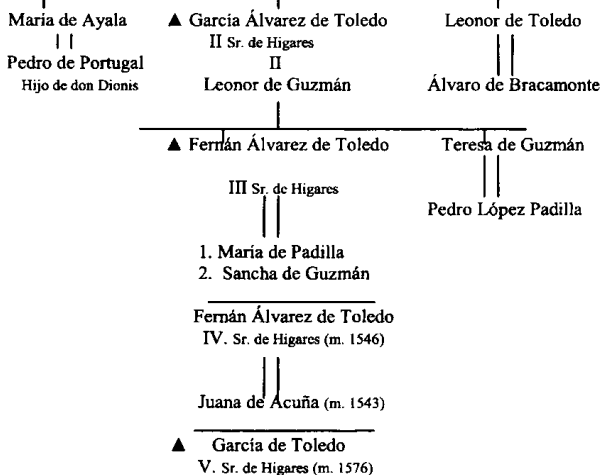 María de Ayala ▲ García Álvarez de Toledo Leonor de Toledo
II Sr. de Higares
Pedro de Portugal II
Hijo de don Dionis Leonor de Guzmán Álvaro de Bracamonte
▲ Fernán Álvarez de Toledo Teresa de Guzmán
III Sr. de Higares
Pedro López Padilla
1. María de Padilla
2. Sancha de Guzmán
Fernán Álvarez de Toledo
IV. Sr. de Higares (m. 1546)
Juana de Acuña (m. 1543)
▲ García de Toledo
V. Sr. de Higares (m. 1576)